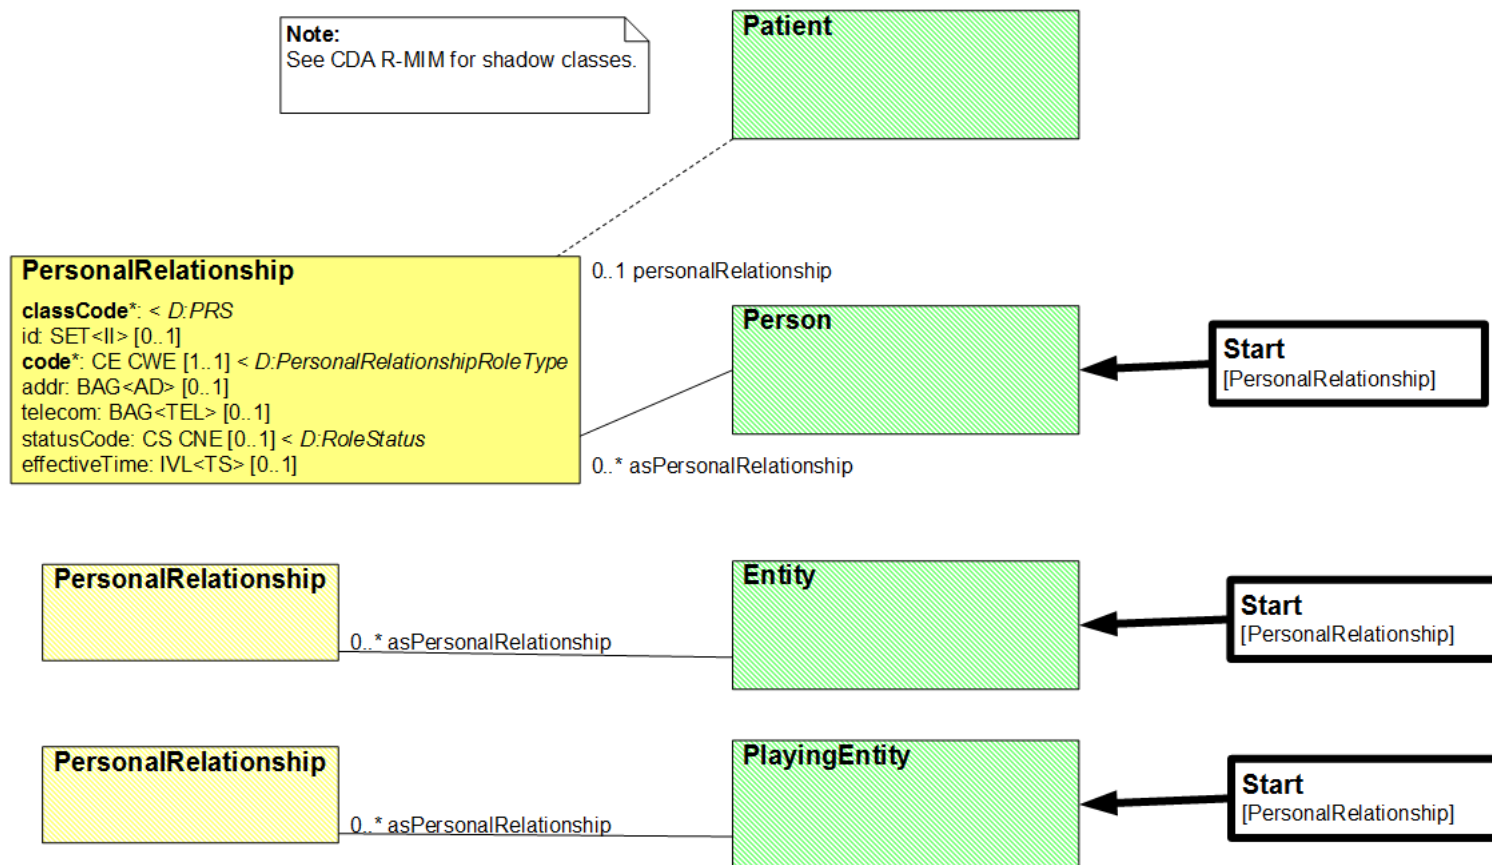 Note:
See CDA R-MIM for shadow classes.
Patient
PersonalRelationship
classCode*: < D:PRS
id: SET<II> [0..1]
code*: CE CWE [1..1] < D:PersonalRelationshipRoleType
addr: BAG<AD> [0..1]
telecom: BAG<TEL> [0..1]
statusCode: CS CNE [0..1] < D:RoleStatus
effectiveTime: IVL<TS> [0..1]
0..1 personalRelationship
Person
0..* asPersonalRelationship
Start
[PersonalRelationship]
PersonalRelationship
0..* asPersonalRelationship
Entity
Start
[PersonalRelationship]
PersonalRelationship
0..* asPersonalRelationship
PlayingEntity
Start
[PersonalRelationship]